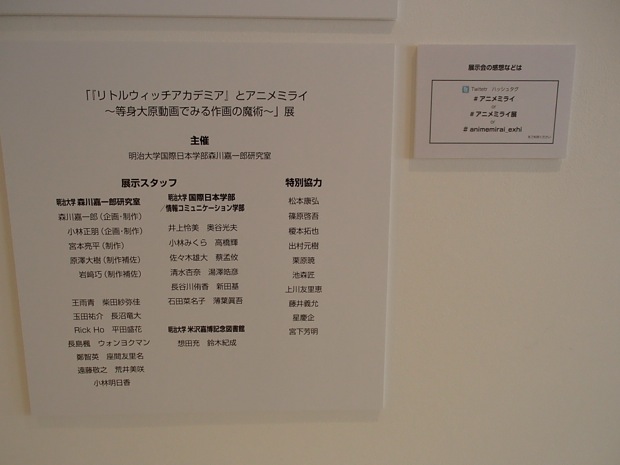 「『リトルウィッチアカデミア』とアニメミライ
～等身大原動画でみる作画の魔術～」展
主催
明治大学国際日本学部森川嘉一郎研究室
展示スタッフ
明治大学 森川嘉一郎研究室
森川嘉一郎（企画・制作）
小林正朋（企画・制作）
宮本亮平（制作）
原澤大樹（制作補佐）
岩﨑巧（制作補佐）
王雨青 柴田紗弥佳
玉田祐介 長沼竜大
Rick Ho 平田盛花
長島楓 ウォンヨクマン
鄭智英 座間友里名
遠藤敬之 荒井美咲
小林明日香
明治大学 国際日本学部
／情報コミュニケーション学部
井上怜美 奥谷光夫
小林みくら 高橋輝
佐々木雄大 蔡孟攸
清水杏奈 湯澤皓彦
長谷川侑香 新田基
石田菜名子 薄葉眞吾
明治大学 米沢嘉博記念図書館
想田充 鈴木紀成
特別協力
松本康弘
篠原啓吾
榎本拓也
出村元樹
栗原暁
池森匠
上川友里恵
藤井義允
星慶企
宮下芳明
展示会の感想などは
Twitter ハッシュタグ
# アニメミライ
or
# アニメミライ展
or
# animemirai_exhi